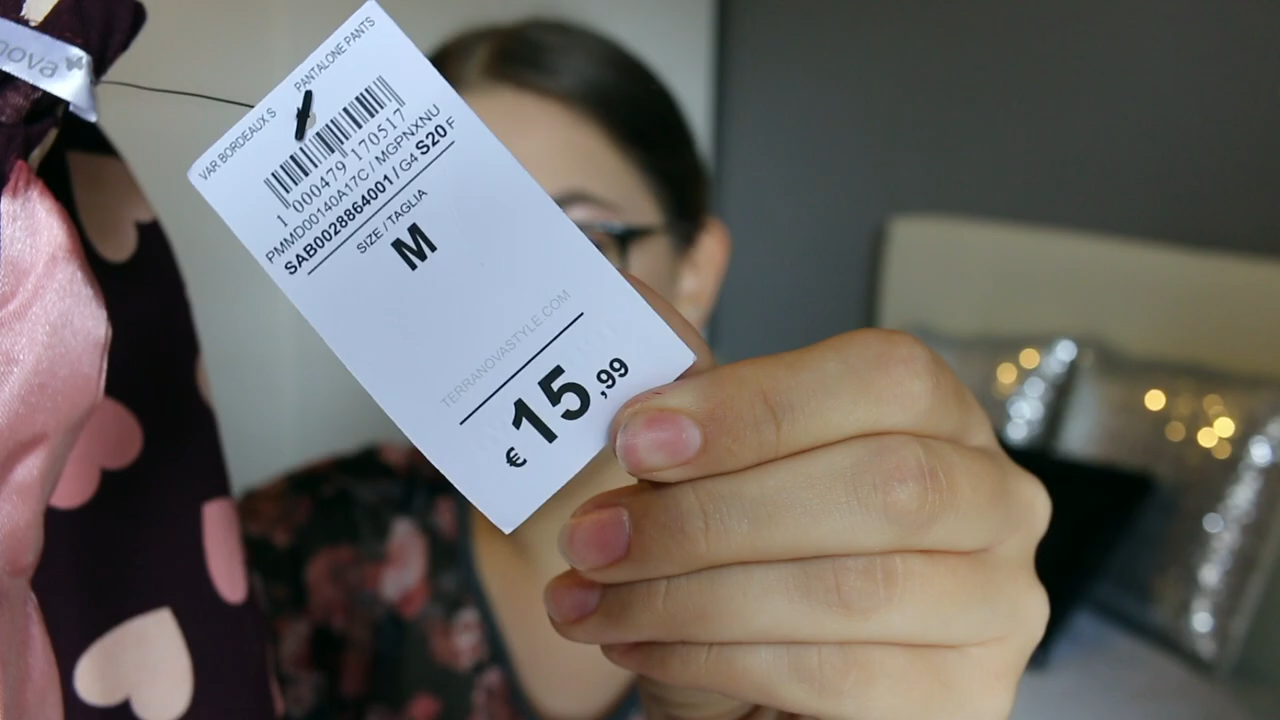 nova
VAR BORDEAUX S PANTALONE PANTS
1 000479 170517
PMMD00140A17C / MGPNXNU
SAB0028864001 / G4 S20 F
SIZE / TAGLIA
M
TERRANOVASTYLE.COM
€ 15,99